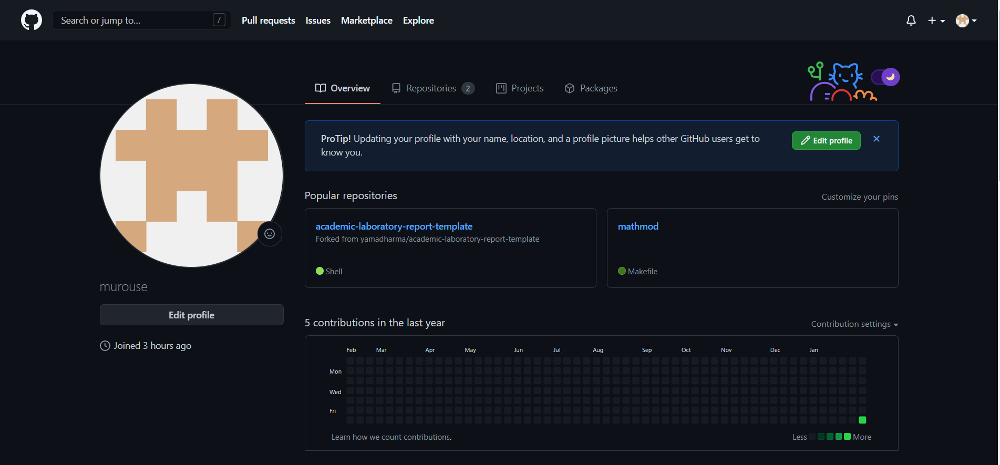 Search or jump to... /
Pull requests
Issues
Marketplace
Explore
Overview
Repositories 2
Projects
Packages
ProTip! Updating your profile with your name, location, and a profile picture helps other GitHub users get to
know you.
Edit profile
Popular repositories
Customize your pins
academic-laboratory-report-template
Forked from yamadharma/academic-laboratory-report-template
Shell
mathmod
Makefile
murouse
Edit profile
Joined 3 hours ago
5 contributions in the last year
Contribution settings
Feb Mar Apr May Jun Jul Aug Sep Oct Nov Dec Jan
Mon
Wed
Fri
Learn how we count contributions.
Less More